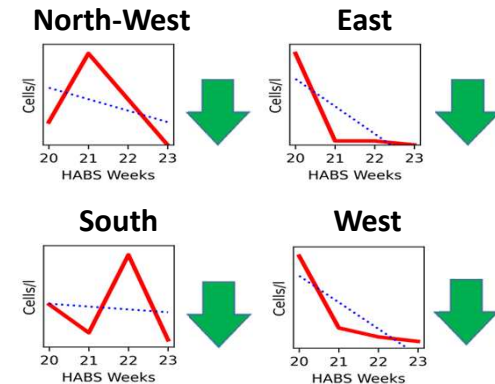 North-West
Cells/l
20 21 22 23
HABS Weeks
East
Cells/l
20 21 22 23
HABS Weeks
South
Cells/l
20 21 22 23
HABS Weeks
West
Cells/l
20 21 22 23
HABS Weeks